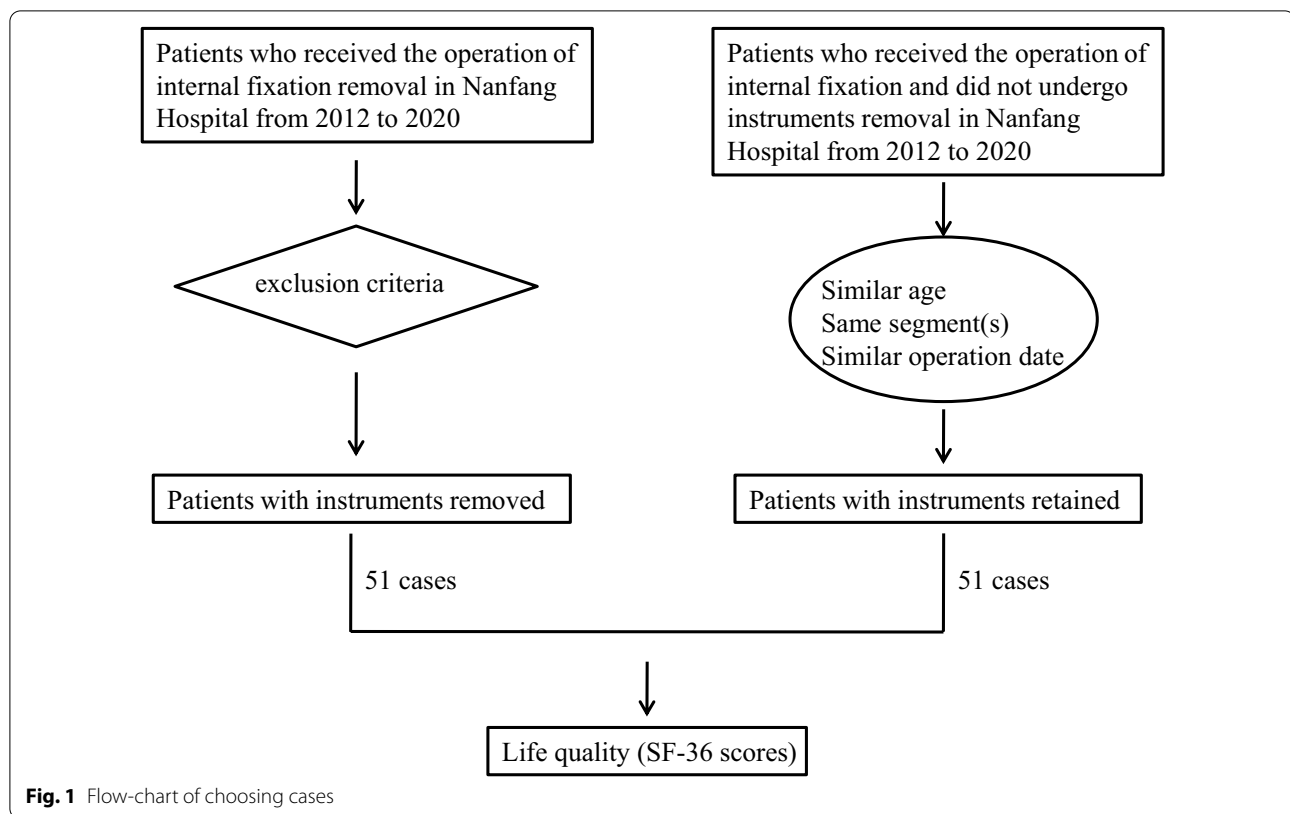 Patients who received the operation of
internal fixation removal in Nanfang
Hospital from 2012 to 2020
Patients who received the operation of
internal fixation and did not undergo
instruments removal in Nanfang
Hospital from 2012 to 2020
exclusion criteria
Similar age
Same segment(s)
Similar operation date
Patients with instruments removed
Patients with instruments retained
51 cases
51 cases
Life quality (SF-36 scores)
Fig. 1 Flow-chart of choosing cases